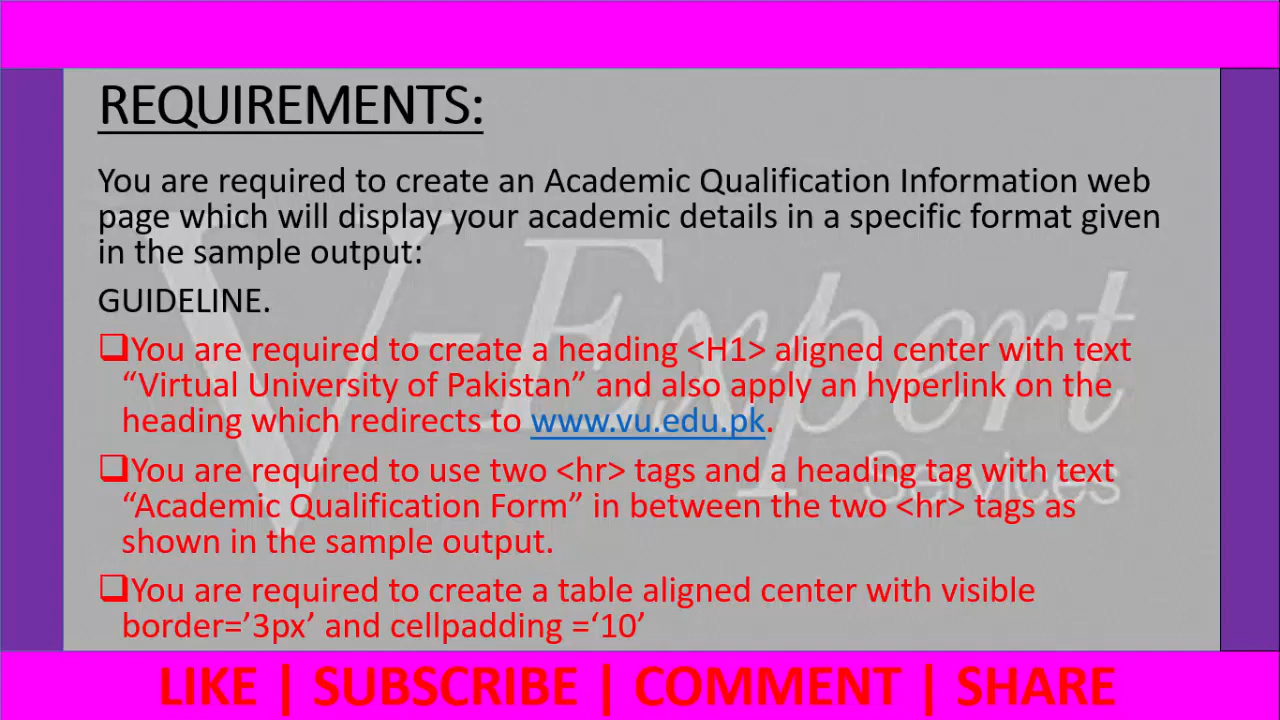 REQUIREMENTS:
You are required to create an Academic Qualification Information web
page which will display your academic details in a specific format given
in the sample output:
GUIDELINE.
❑You are required to create a heading <H1> aligned center with text
“Virtual University of Pakistan” and also apply an hyperlink on the
heading which redirects to www.vu.edu.pk.
❑You are required to use two <hr> tags and a heading tag with text
“Academic Qualification Form” in between the two <hr> tags as
shown in the sample output.
❑You are required to create a table aligned center with visible
border=’3px’ and cellpadding =‘10’
V-Expert
Services
LIKE | SUBSCRIBE | COMMENT | SHARE